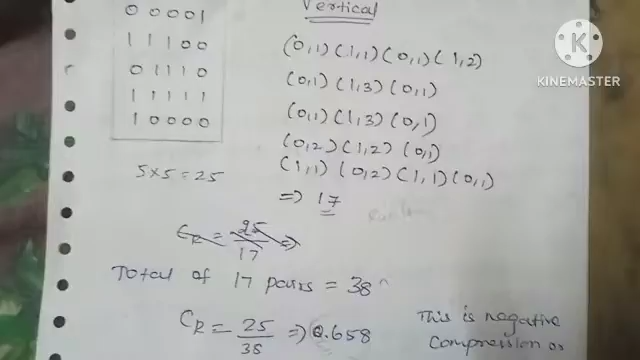 Vertical
0 0 0 0 1
1 1 1 0 0
0 1 1 1 0
1 1 1 1 1
1 0 0 0 0
5x5=25
(0,1) (1,1) (0,1) (1,2)
(0,1) (1,3) (0,1)
(0,1) (1,3) (0,1)
(0,2) (1,2) (0,1)
(1,1) (0,2) (1,1) (0,1)
=> 17
CR = 25/17 =>
Total of 17 pairs = 38
CR = 25/38 => 0.658
This is negative
compression
K
KINEMASTER